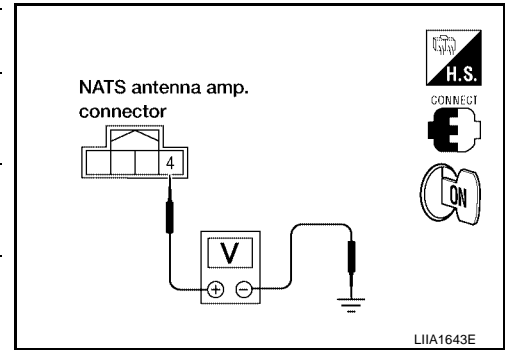 H.S.
NATS antenna amp.
connector
CONNECT
4
ON
V
+ −
LIIA1643E